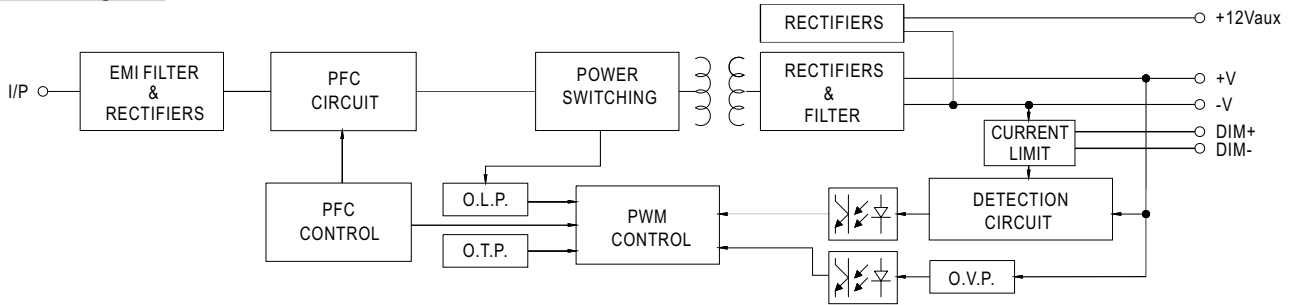 RECTIFIERS
+12Vaux
I/P
EMI FILTER
&
RECTIFIERS
PFC
CIRCUIT
POWER
SWITCHING
RECTIFIERS
&
FILTER
+V
-V
CURRENT
LIMIT
DIM+
DIM-
PFC
CONTROL
O.L.P.
O.T.P.
PWM
CONTROL
DETECTION
CIRCUIT
O.V.P.